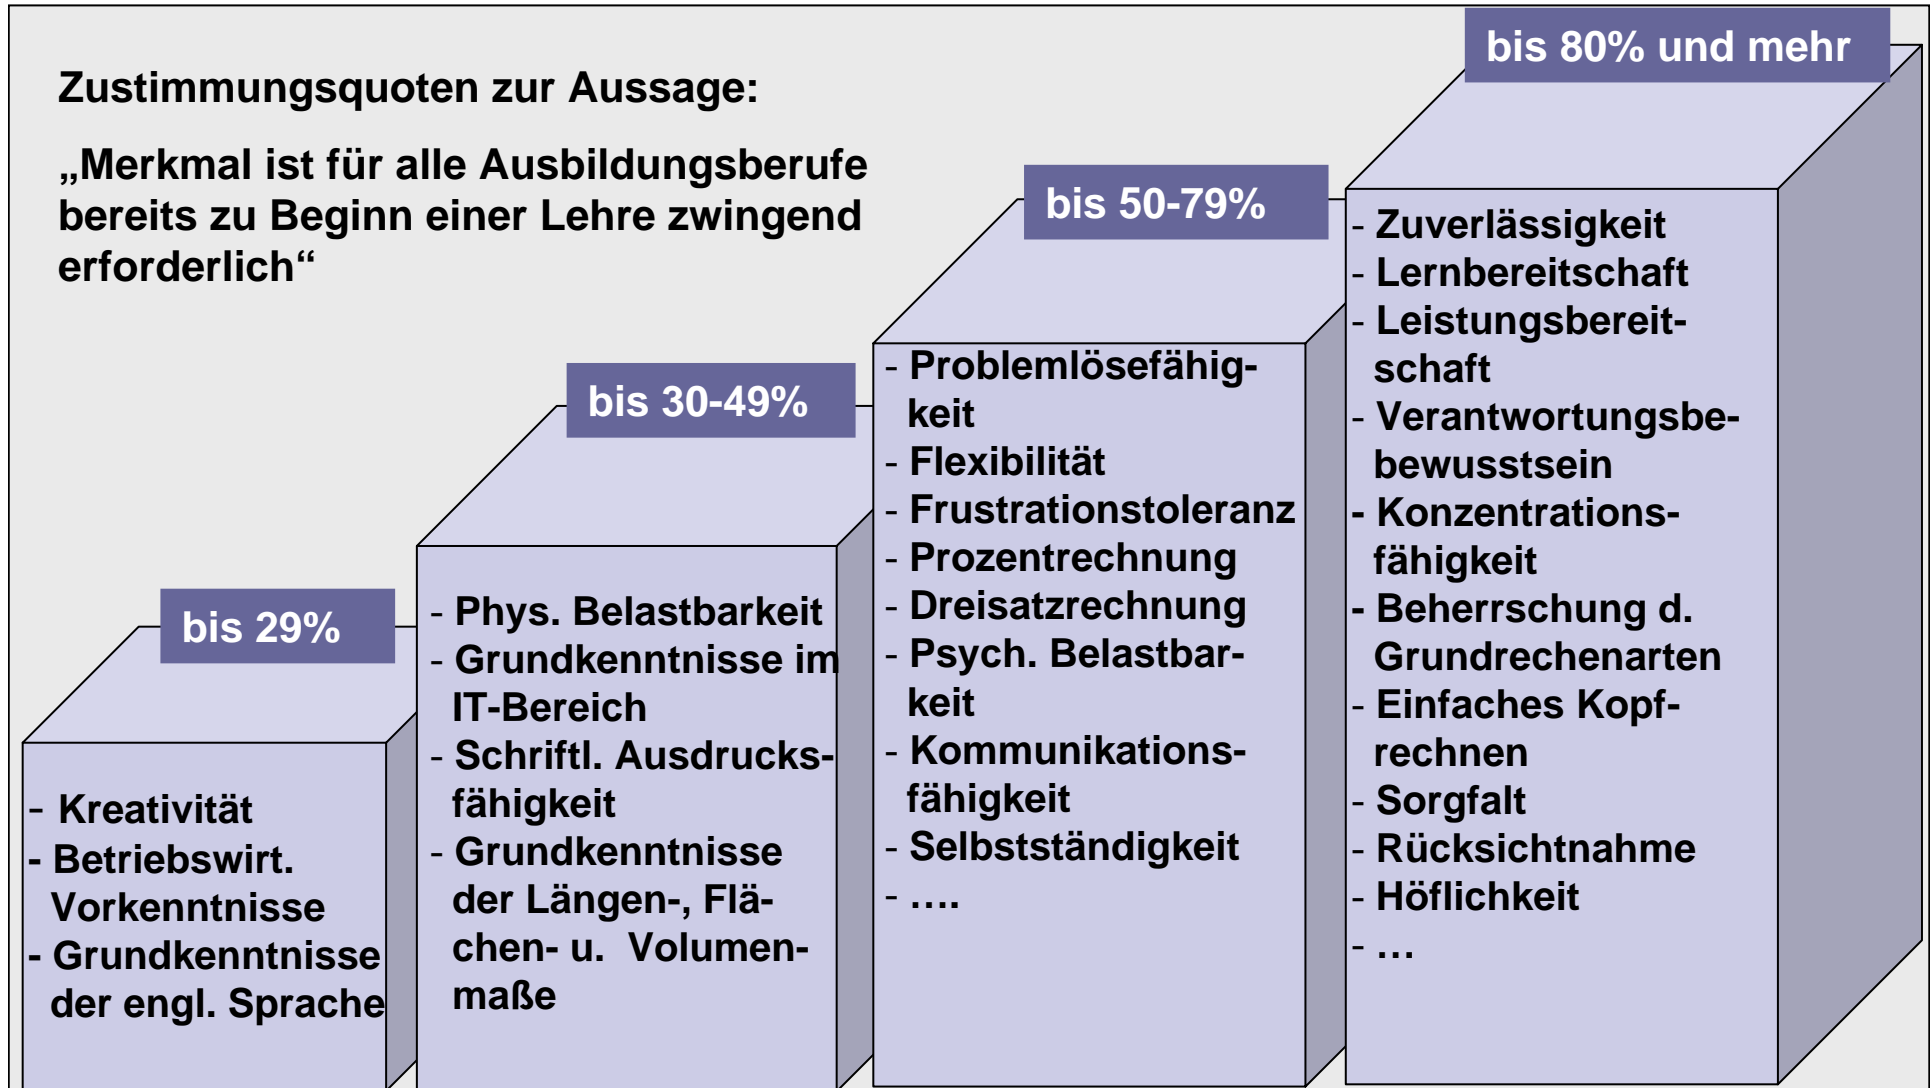 Zustimmungsquoten zur Aussage:
„Merkmal ist für alle Ausbildungsberufe
bereits zu Beginn einer Lehre zwingend
erforderlich“
bis 29%
- Kreativität
- Betriebswirt.
Vorkenntnisse
- Grundkenntnisse
der engl. Sprache
bis 30-49%
- Phys. Belastbarkeit
- Grundkenntnisse im
IT-Bereich
- Schriftl. Ausdrucks-
fähigkeit
- Grundkenntnisse
der Längen-, Flä-
chen- u. Volumen-
maße
bis 50-79%
- Problemlösefähig-
keit
- Flexibilität
- Frustrationstoleranz
- Prozentrechnung
- Dreisatzrechnung
- Psych. Belastbar-
keit
- Kommunikations-
fähigkeit
- Selbstständigkeit
- ….
bis 80% und mehr
- Zuverlässigkeit
- Lernbereitschaft
- Leistungsbereit-
schaft
- Verantwortungsbe-
bewusstsein
- Konzentrations-
fähigkeit
- Beherrschung d.
Grundrechenarten
- Einfaches Kopf-
rechnen
- Sorgfalt
- Rücksichtnahme
- Höflichkeit
- …